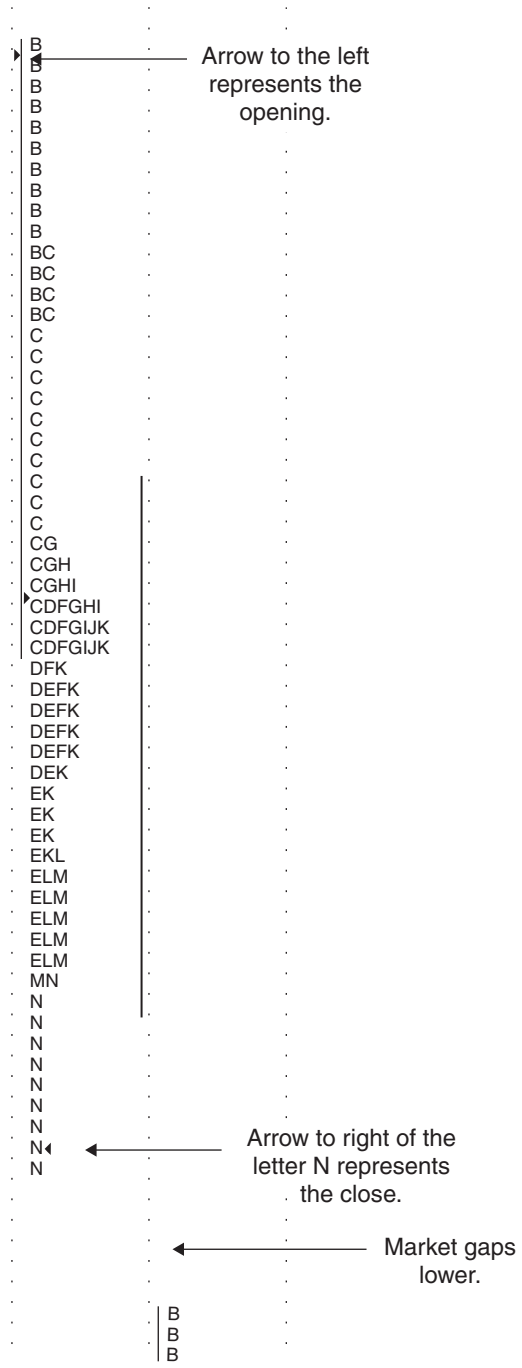 B
B
B
B
B
B
B
B
B
B
BC
BC
BC
BC
C
C
C
C
C
C
C
C
C
C
CG
CGH
CGHI
CDFGHI
CDFGIJK
CDFGIJK
DFK
DEFK
DEFK
DEFK
DEFK
DEK
EK
EK
EK
EKL
ELM
ELM
ELM
ELM
ELM
MN
N
N
N
N
N
N
N
N
N
Arrow to the left
represents the
opening.
Arrow to right of the
letter N represents
the close.
Market gaps
lower.
B
B
B